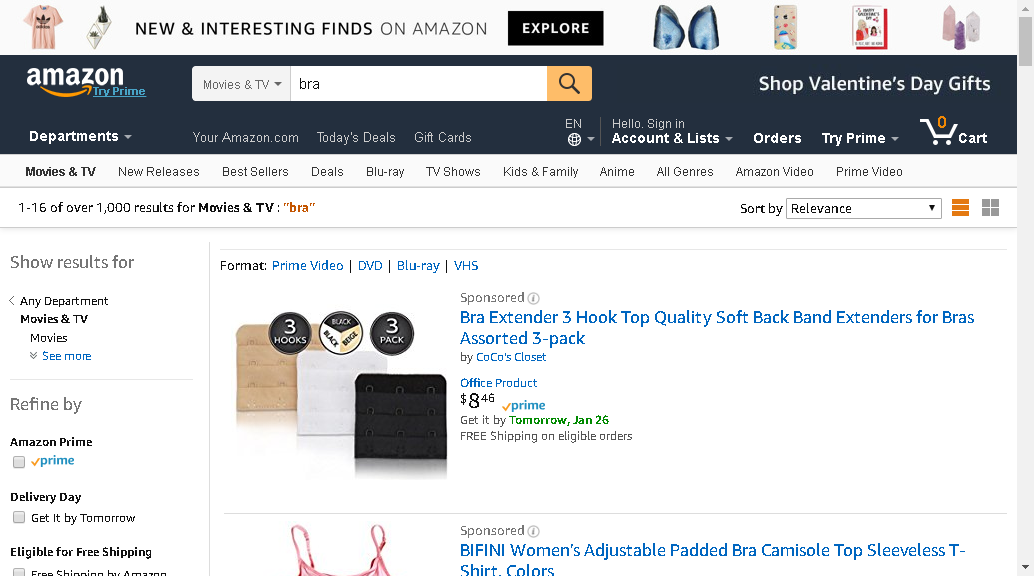 NEW & INTERESTING FINDS ON AMAZON EXPLORE
amazon
Try Prime
Movies & TV bra
Shop Valentine's Day Gifts
Departments
Your Amazon.com Today's Deals Gift Cards
EN
Hello. Sign in
Account & Lists
Orders
Try Prime
0
Cart
Movies & TV New Releases Best Sellers Deals Blu-ray TV Shows Kids & Family Anime All Genres Amazon Video Prime Video
1-16 of over 1,000 results for Movies & TV : "bra"
Sort by Relevance
Show results for
Any Department
Movies & TV
Movies
See more
Refine by
Amazon Prime
prime
Delivery Day
Get It by Tomorrow
Eligible for Free Shipping
Free Shipping by Amazon
Format: Prime Video | DVD | Blu-ray | VHS
3
HOOKS
BLACK
BLACK
BEIGE
3
PACK
Sponsored
Bra Extender 3 Hook Top Quality Soft Back Band Extenders for Bras
Assorted 3-pack
by CoCo's Closet
Office Product
$8 46 prime
Get it by Tomorrow, Jan 26
FREE Shipping on eligible orders
Sponsored
BIFINI Women's Adjustable Padded Bra Camisole Top Sleeveless T-
Shirt, Colors